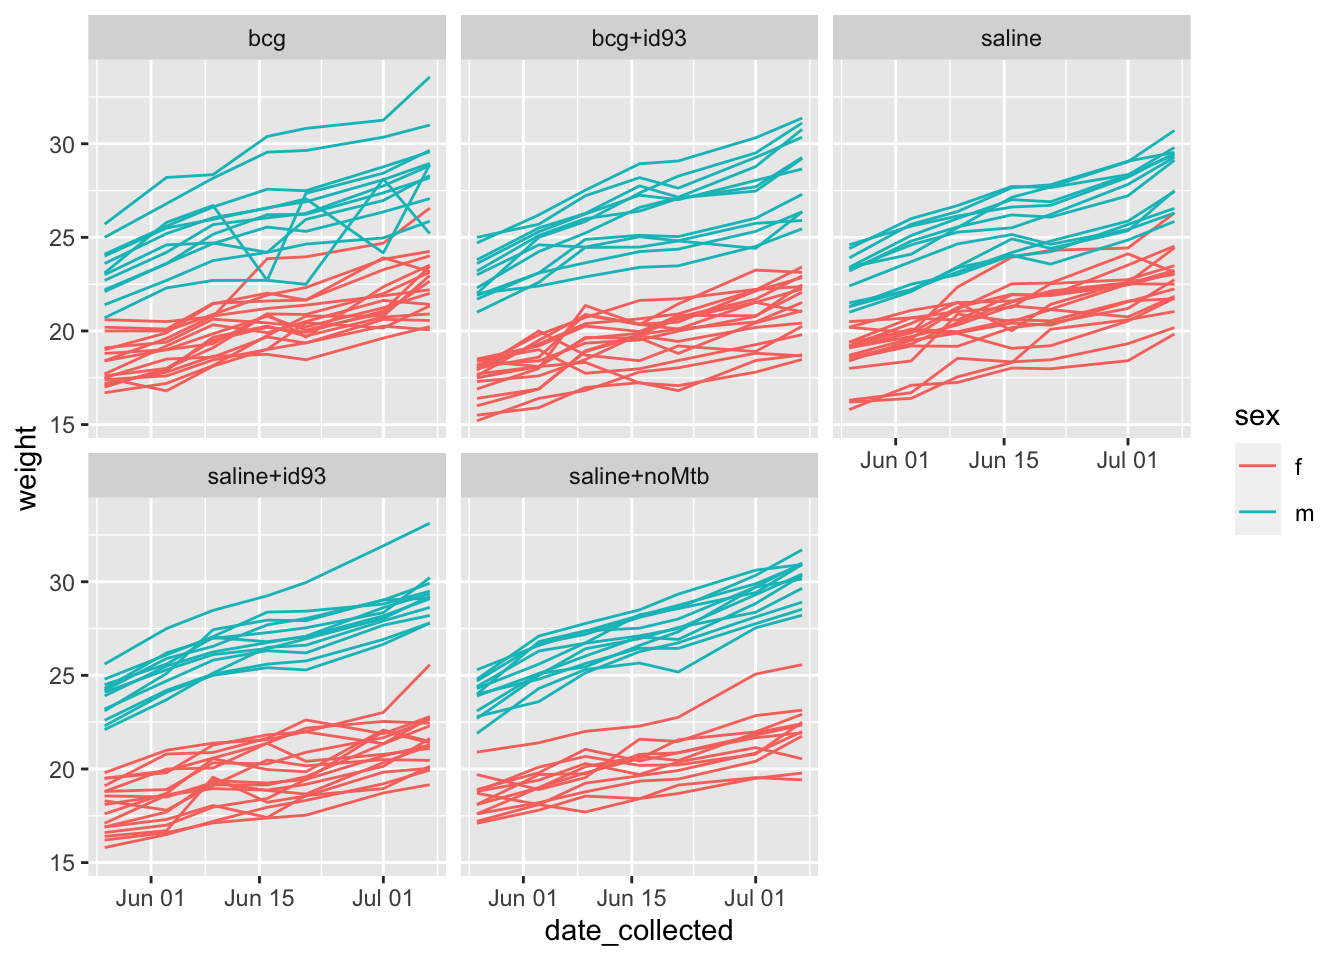 bcg
bcg+id93
saline
30
25
20
15
Jun 01
Jun 15
Jul 01
saline+id93
saline+noMtb
30
25
20
15
Jun 01
Jun 15
Jul 01
Jun 01
Jun 15
Jul 01
date_collected
weight
sex
f
m